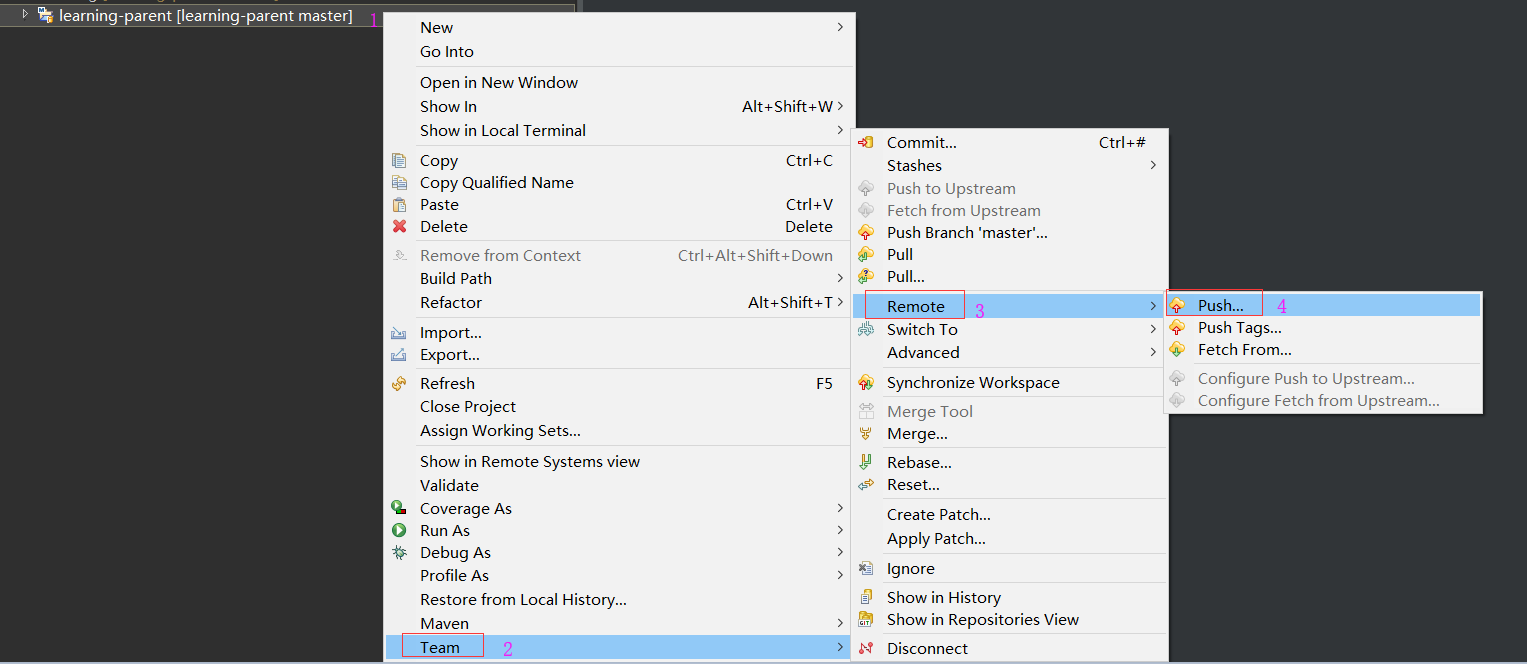 learning-parent [learning-parent master] 1
New
Go Into
Open in New Window
Show In Alt+Shift+W
Show in Local Terminal
Copy Ctrl+C
Copy Qualified Name
Paste Ctrl+V
Delete Delete
Remove from Context Ctrl+Alt+Shift+Down
Build Path
Refactor Alt+Shift+T
Import...
Export...
Refresh F5
Close Project
Assign Working Sets...
Show in Remote Systems view
Validate
Coverage As
Run As
Debug As
Profile As
Restore from Local History...
Maven
Team 2
Commit... Ctrl+#
Stashes
Push to Upstream
Fetch from Upstream
Push Branch 'master'...
Pull
Pull...
Remote 3
Switch To
Advanced
Synchronize Workspace
Merge Tool
Merge...
Rebase...
Reset...
Create Patch...
Apply Patch...
Ignore
Show in History
Show in Repositories View
Disconnect
Push... 4
Push Tags...
Fetch From...
Configure Push to Upstream...
Configure Fetch from Upstream...